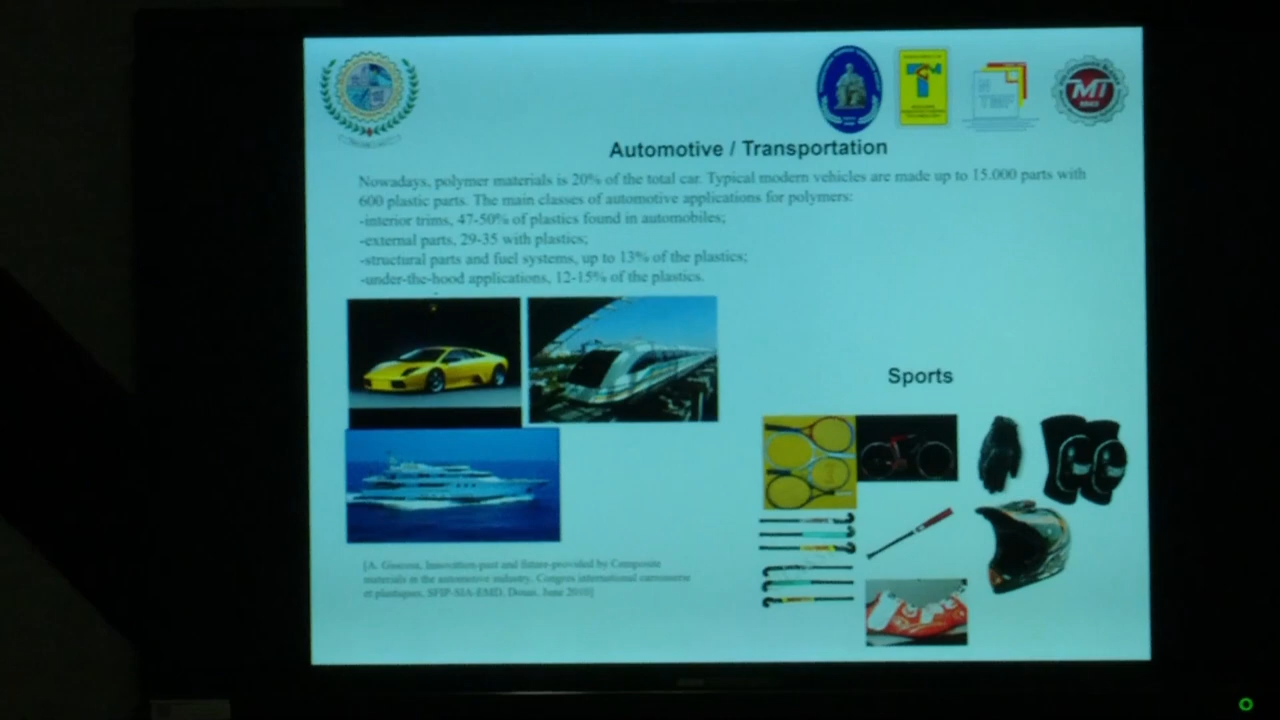 TMT
Automotive / Transportation
Nowadays, polymer materials is 20% of the total car. Typical modern vehicles are made up to 15.000 parts with
600 plastic parts. The main classes of automotive applications for polymers:
-interior trims, 47-50% of plastics found in automobiles;
-external parts, 29-35 with plastics;
-structural parts and fuel systems, up to 13% of the plastics;
-under-the-hood applications, 12-15% of the plastics.
Sports
Innovation-past and future-provided by Composite
materials in the automotive industry. Congres international carrosserie
et plastiques, SFIP-SIA-EMD, Douai, June 2010]